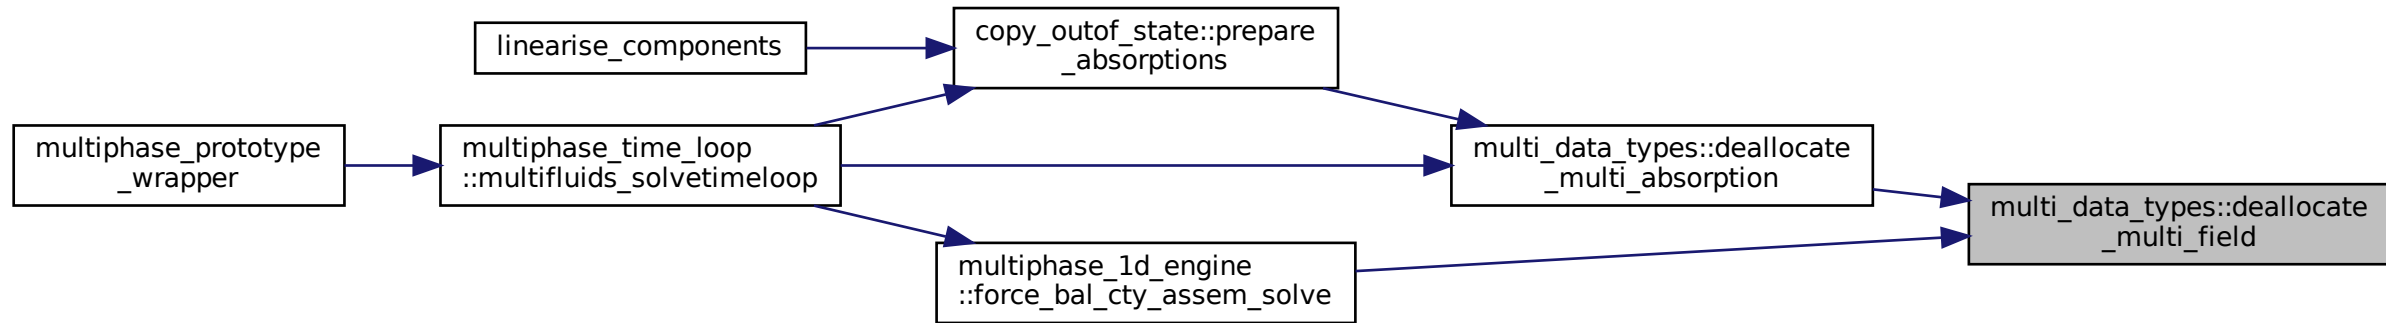 linearise_components
copy_outof_state::prepare
_absorptions
multiphase_prototype
_wrapper
multiphase_time_loop
::multifluids_solvetimeloop
multi_data_types::deallocate
_multi_absorption
multi_data_types::deallocate
_multi_field
multiphase_1d_engine
::force_bal_cty_assem_solve